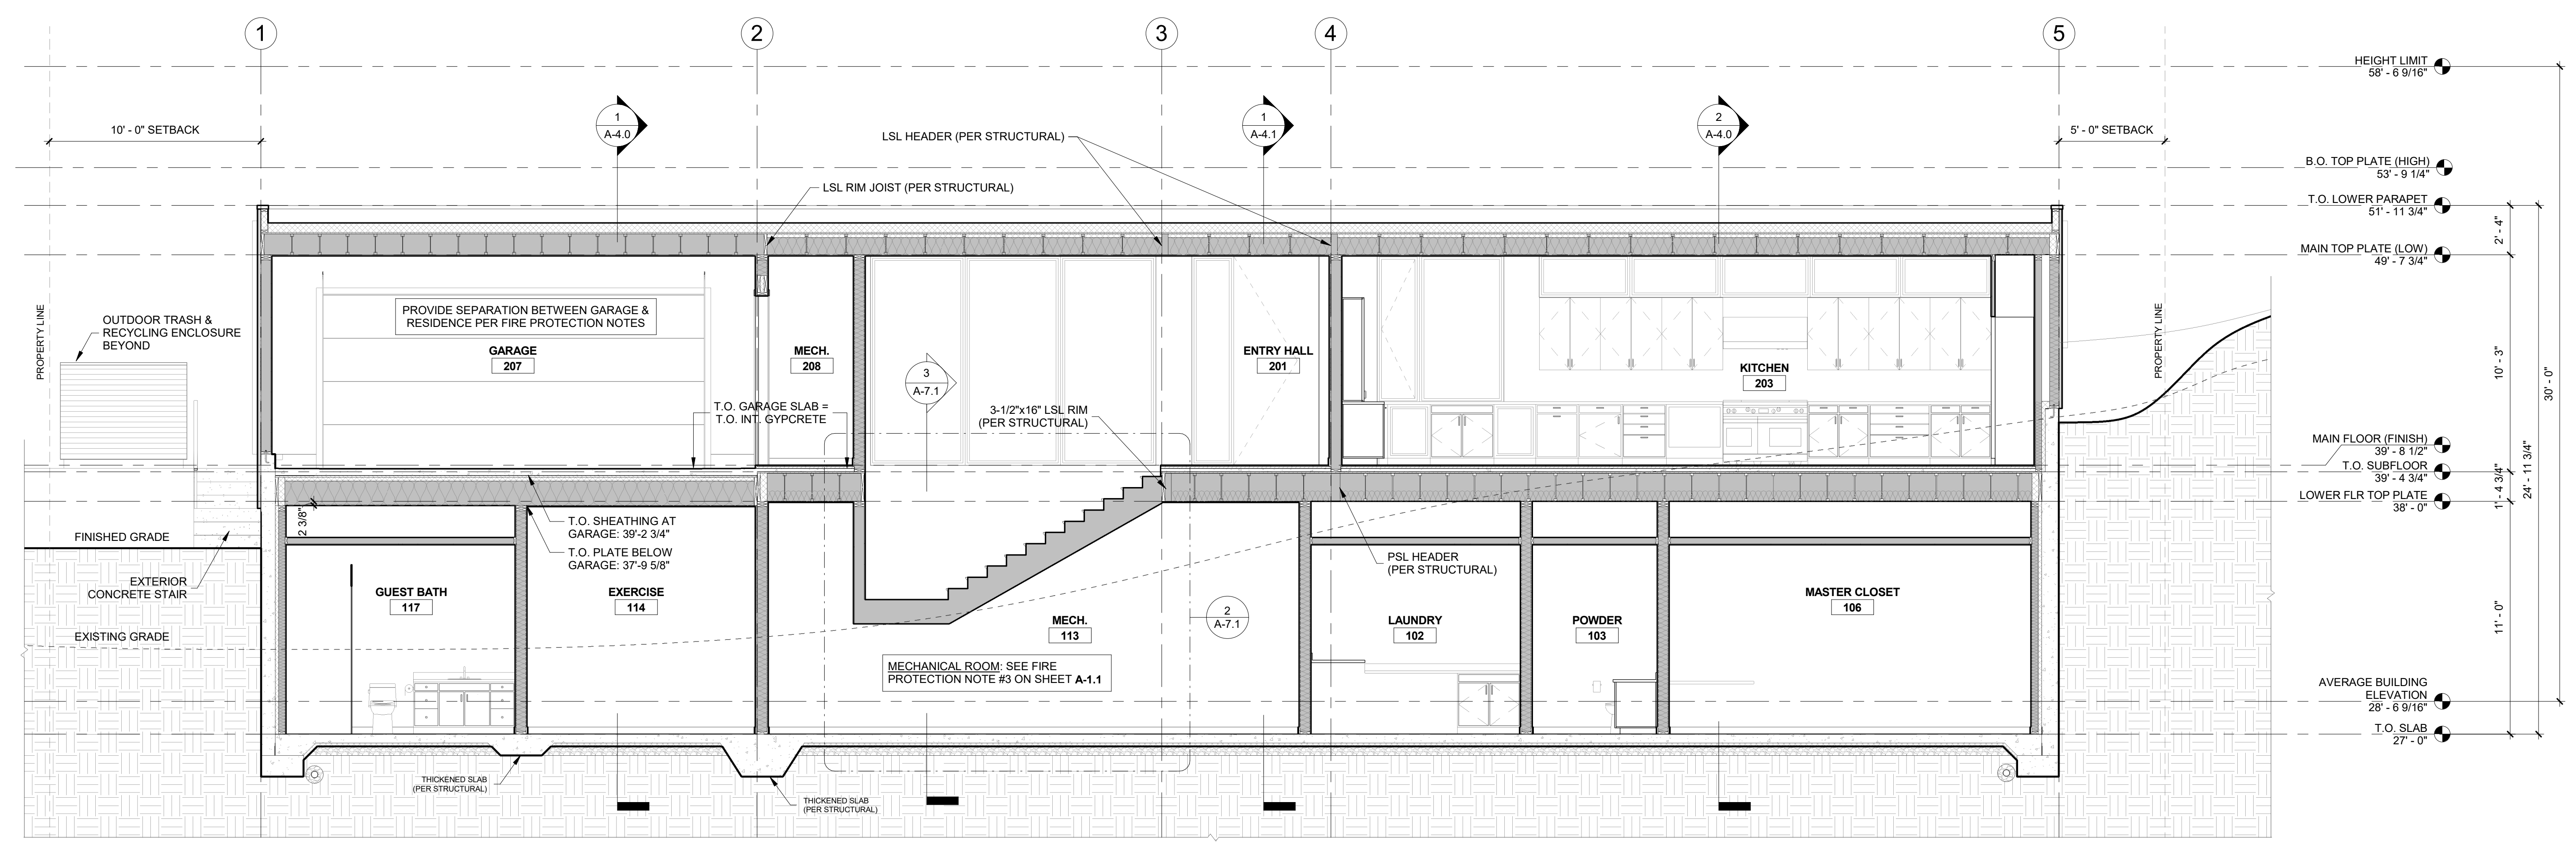 1
2
3
4
5
HEIGHT LIMIT
58' - 6 9/16"
10' - 0" SETBACK
1
A-4.0
LSL HEADER (PER STRUCTURAL)
1
A-4.1
2
A-4.0
5' - 0" SETBACK
B.O. TOP PLATE (HIGH)
53' - 9 1/4"
LSL RIM JOIST (PER STRUCTURAL)
T.O. LOWER PARAPET
51' - 11 3/4"
2' - 4"
MAIN TOP PLATE (LOW)
49' - 7 3/4"
PROPERTY LINE
OUTDOOR TRASH &
RECYCLING ENCLOSURE
BEYOND
PROVIDE SEPARATION BETWEEN GARAGE &
RESIDENCE PER FIRE PROTECTION NOTES
GARAGE
207
MECH.
208
3
A-7.1
ENTRY HALL
201
KITCHEN
203
PROPERTY LINE
10' - 3"
30' - 0"
T.O. GARAGE SLAB =
T.O. INT. GYPCRETE
3-1/2"x16" LSL RIM
(PER STRUCTURAL)
MAIN FLOOR (FINISH)
39' - 8 1/2"
T.O. SUBFLOOR
39' - 4 3/4"
LOWER FLR TOP PLATE
38' - 0"
1' - 4 3/4"
24' - 11 3/4"
2 3/8"
T.O. SHEATHING AT
GARAGE: 39'-2 3/4"
T.O. PLATE BELOW
GARAGE: 37'-9 5/8"
FINISHED GRADE
EXTERIOR
CONCRETE STAIR
PSL HEADER
(PER STRUCTURAL)
GUEST BATH
117
EXERCISE
114
MECH.
113
2
A-7.1
LAUNDRY
102
POWDER
103
MASTER CLOSET
106
11' - 0"
EXISTING GRADE
MECHANICAL ROOM: SEE FIRE
PROTECTION NOTE #3 ON SHEET A-1.1
AVERAGE BUILDING
ELEVATION
28' - 6 9/16"
T.O. SLAB
27' - 0"
THICKENED SLAB
(PER STRUCTURAL)
THICKENED SLAB
(PER STRUCTURAL)